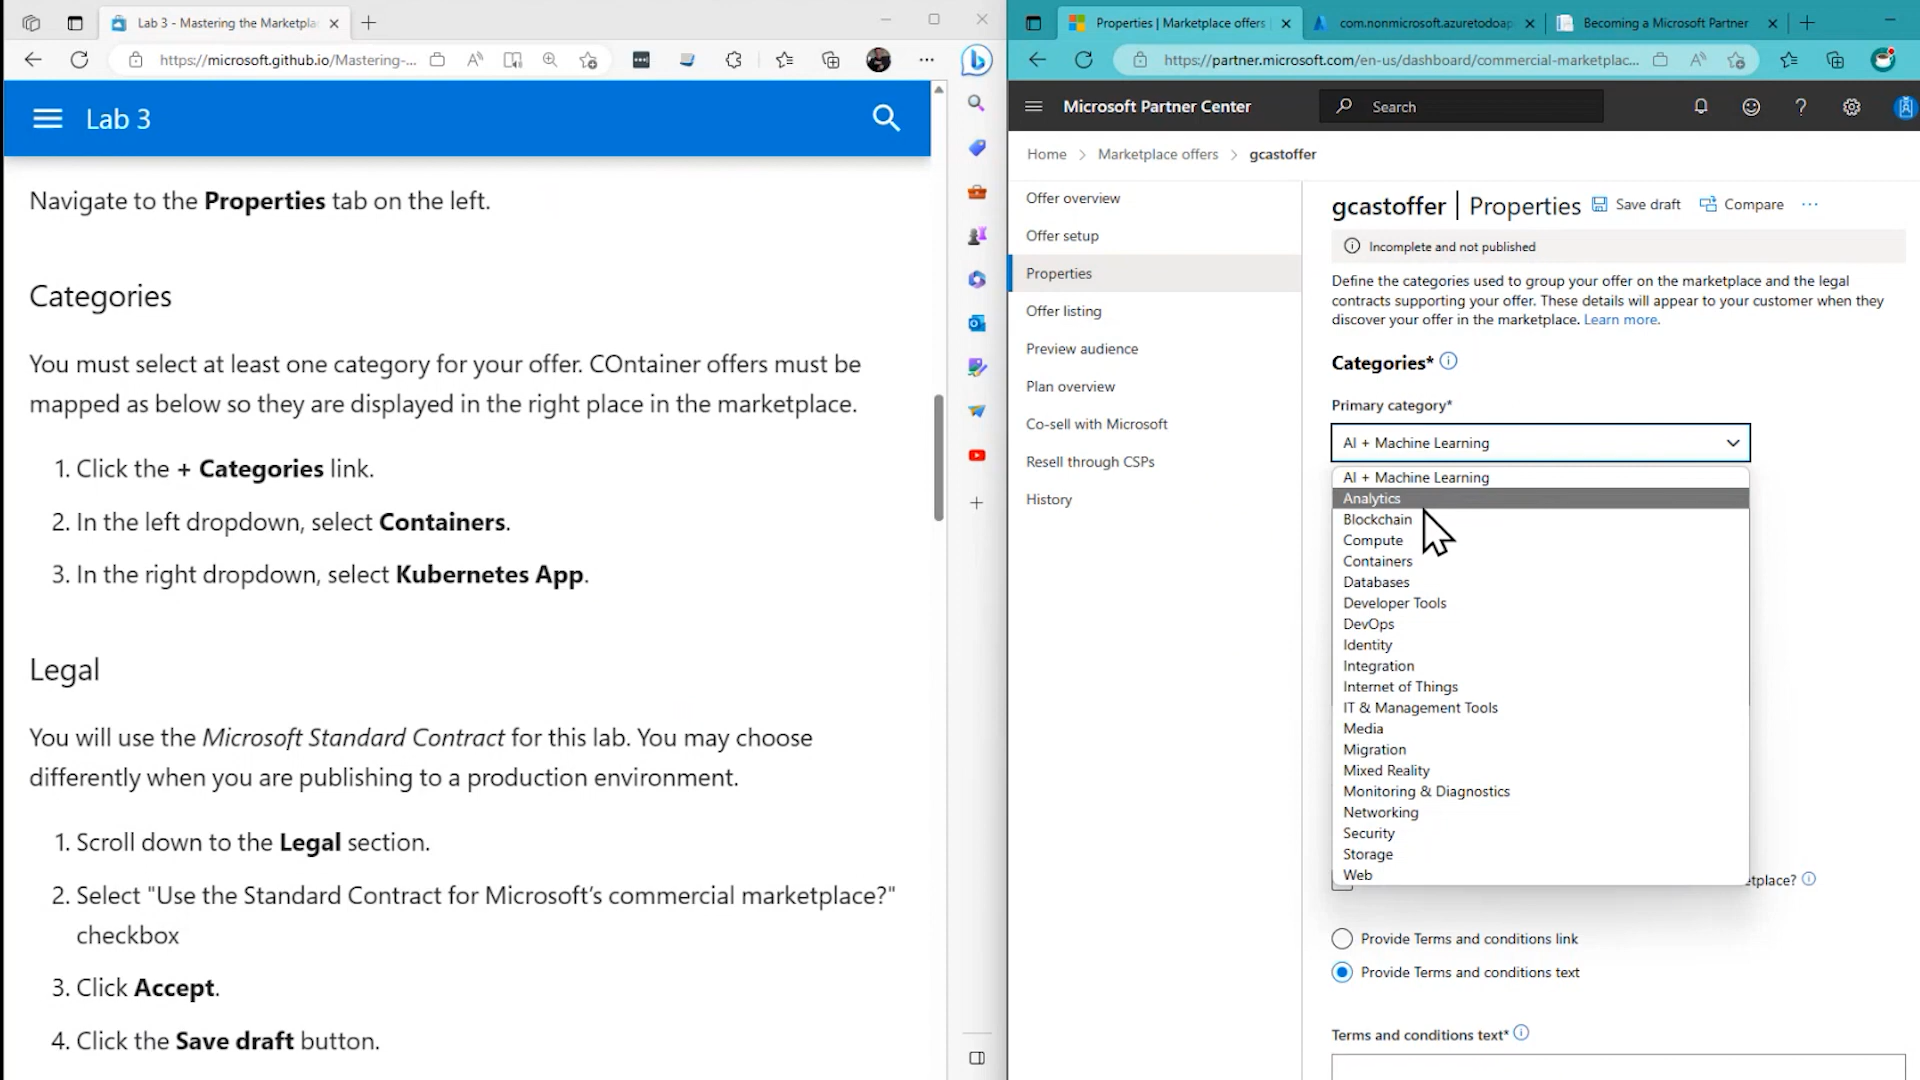 Lab 3 - Mastering the Marketpla
https://microsoft.github.io/Mastering-...
Lab 3
Navigate to the Properties tab on the left.
Categories
You must select at least one category for your offer. COntainer offers must be
mapped as below so they are displayed in the right place in the marketplace.
1. Click the + Categories link.
2. In the left dropdown, select Containers.
3. In the right dropdown, select Kubernetes App.
Legal
You will use the Microsoft Standard Contract for this lab. You may choose
differently when you are publishing to a production environment.
1. Scroll down to the Legal section.
2. Select "Use the Standard Contract for Microsoft's commercial marketplace?"
checkbox
3. Click Accept.
4. Click the Save draft button.
Properties | Marketplace offers
com.nonmicrosoft.azuretodoap
Becoming a Microsoft Partner
https://partner.microsoft.com/en-us/dashboard/commercial-marketplac...
Microsoft Partner Center
Search
Home > Marketplace offers > gcastoffer
Offer overview
Offer setup
Properties
Offer listing
Preview audience
Plan overview
Co-sell with Microsoft
Resell through CSPs
History
gcastoffer | Properties
Save draft
Compare
Incomplete and not published
Define the categories used to group your offer on the marketplace and the legal
contracts supporting your offer. These details will appear to your customer when they
discover your offer in the marketplace. Learn more.
Categories*
Primary category*
AI + Machine Learning
AI + Machine Learning
Analytics
Blockchain
Compute
Containers
Databases
Developer Tools
DevOps
Identity
Integration
Internet of Things
IT & Management Tools
Media
Migration
Mixed Reality
Monitoring & Diagnostics
Networking
Security
Storage
Web
etplace?
Provide Terms and conditions link
Provide Terms and conditions text
Terms and conditions text*